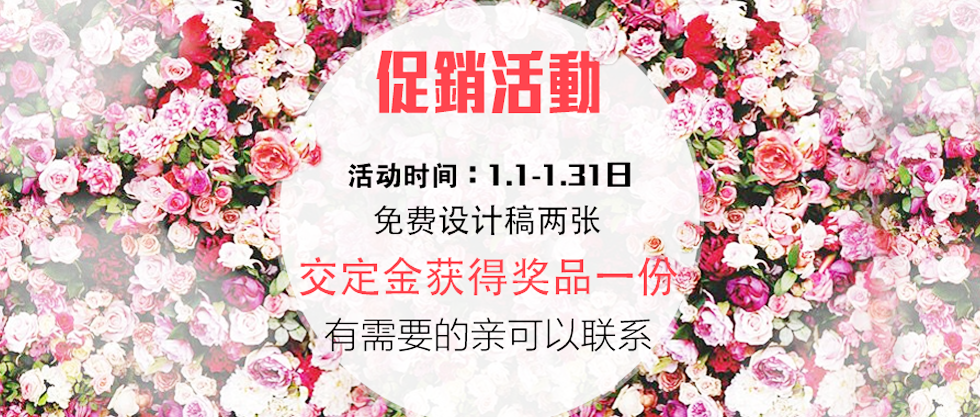 促銷活動
活动时间：1.1-1.31日
免费设计稿两张
交定金获得奖品一份
有需要的亲可以联系